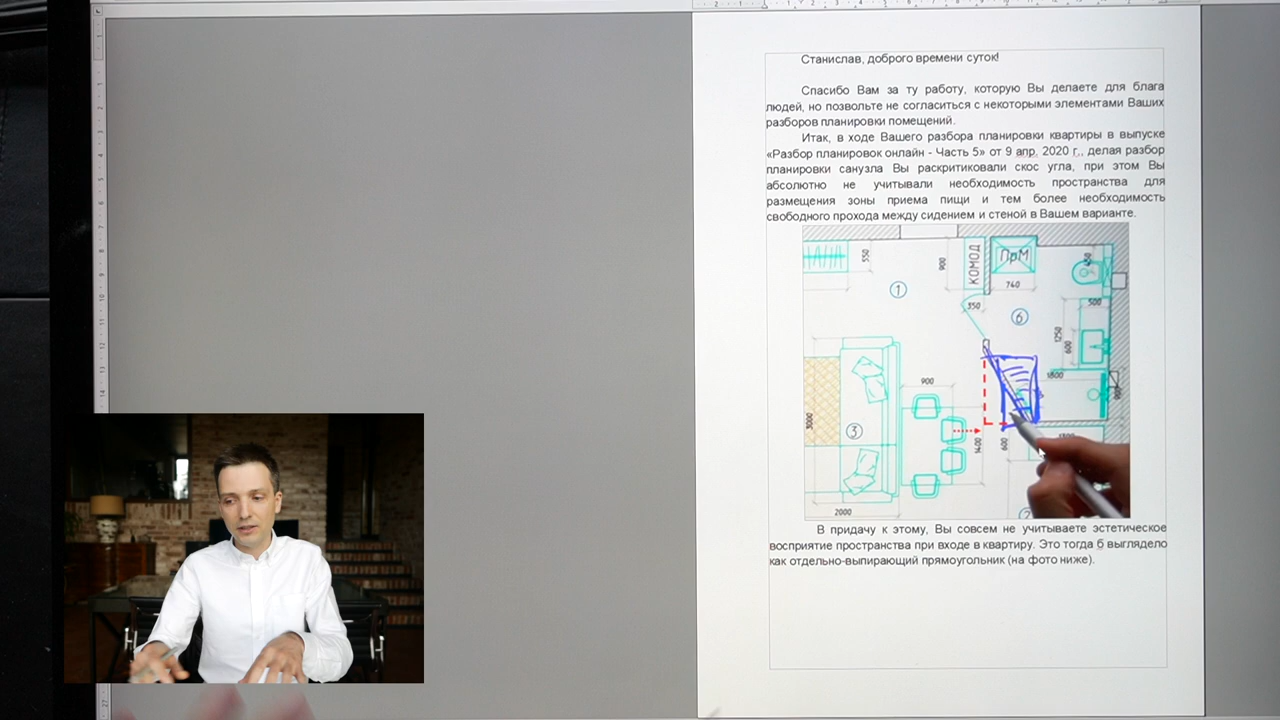 Станислав, доброго времени суток!
Спасибо Вам за ту работу, которую Вы делаете для блага
людей, но позвольте не согласиться с некоторыми элементами Ваших
разборов планировки помещений.
Итак, в ходе Вашего разбора планировки квартиры в выпуске
«Разбор планировок онлайн - Часть 5» от 9 апр. 2020 г., делая разбор
планировки санузла Вы раскритиковали скос угла, при этом Вы
абсолютно не учитывали необходимость пространства для
размещения зоны приема пищи и тем более необходимость
свободного прохода между сидением и стеной в Вашем варианте.
550
900
КОМОД
ПрМ
450
740
1
350
500
6
1250
600
1800
900
3000
3
1400
600
2000
В придачу к этому, Вы совсем не учитываете эстетическое
восприятие пространства при входе в квартиру. Это тогда б выглядело
как отдельно-выпирающий прямоугольник (на фото ниже).